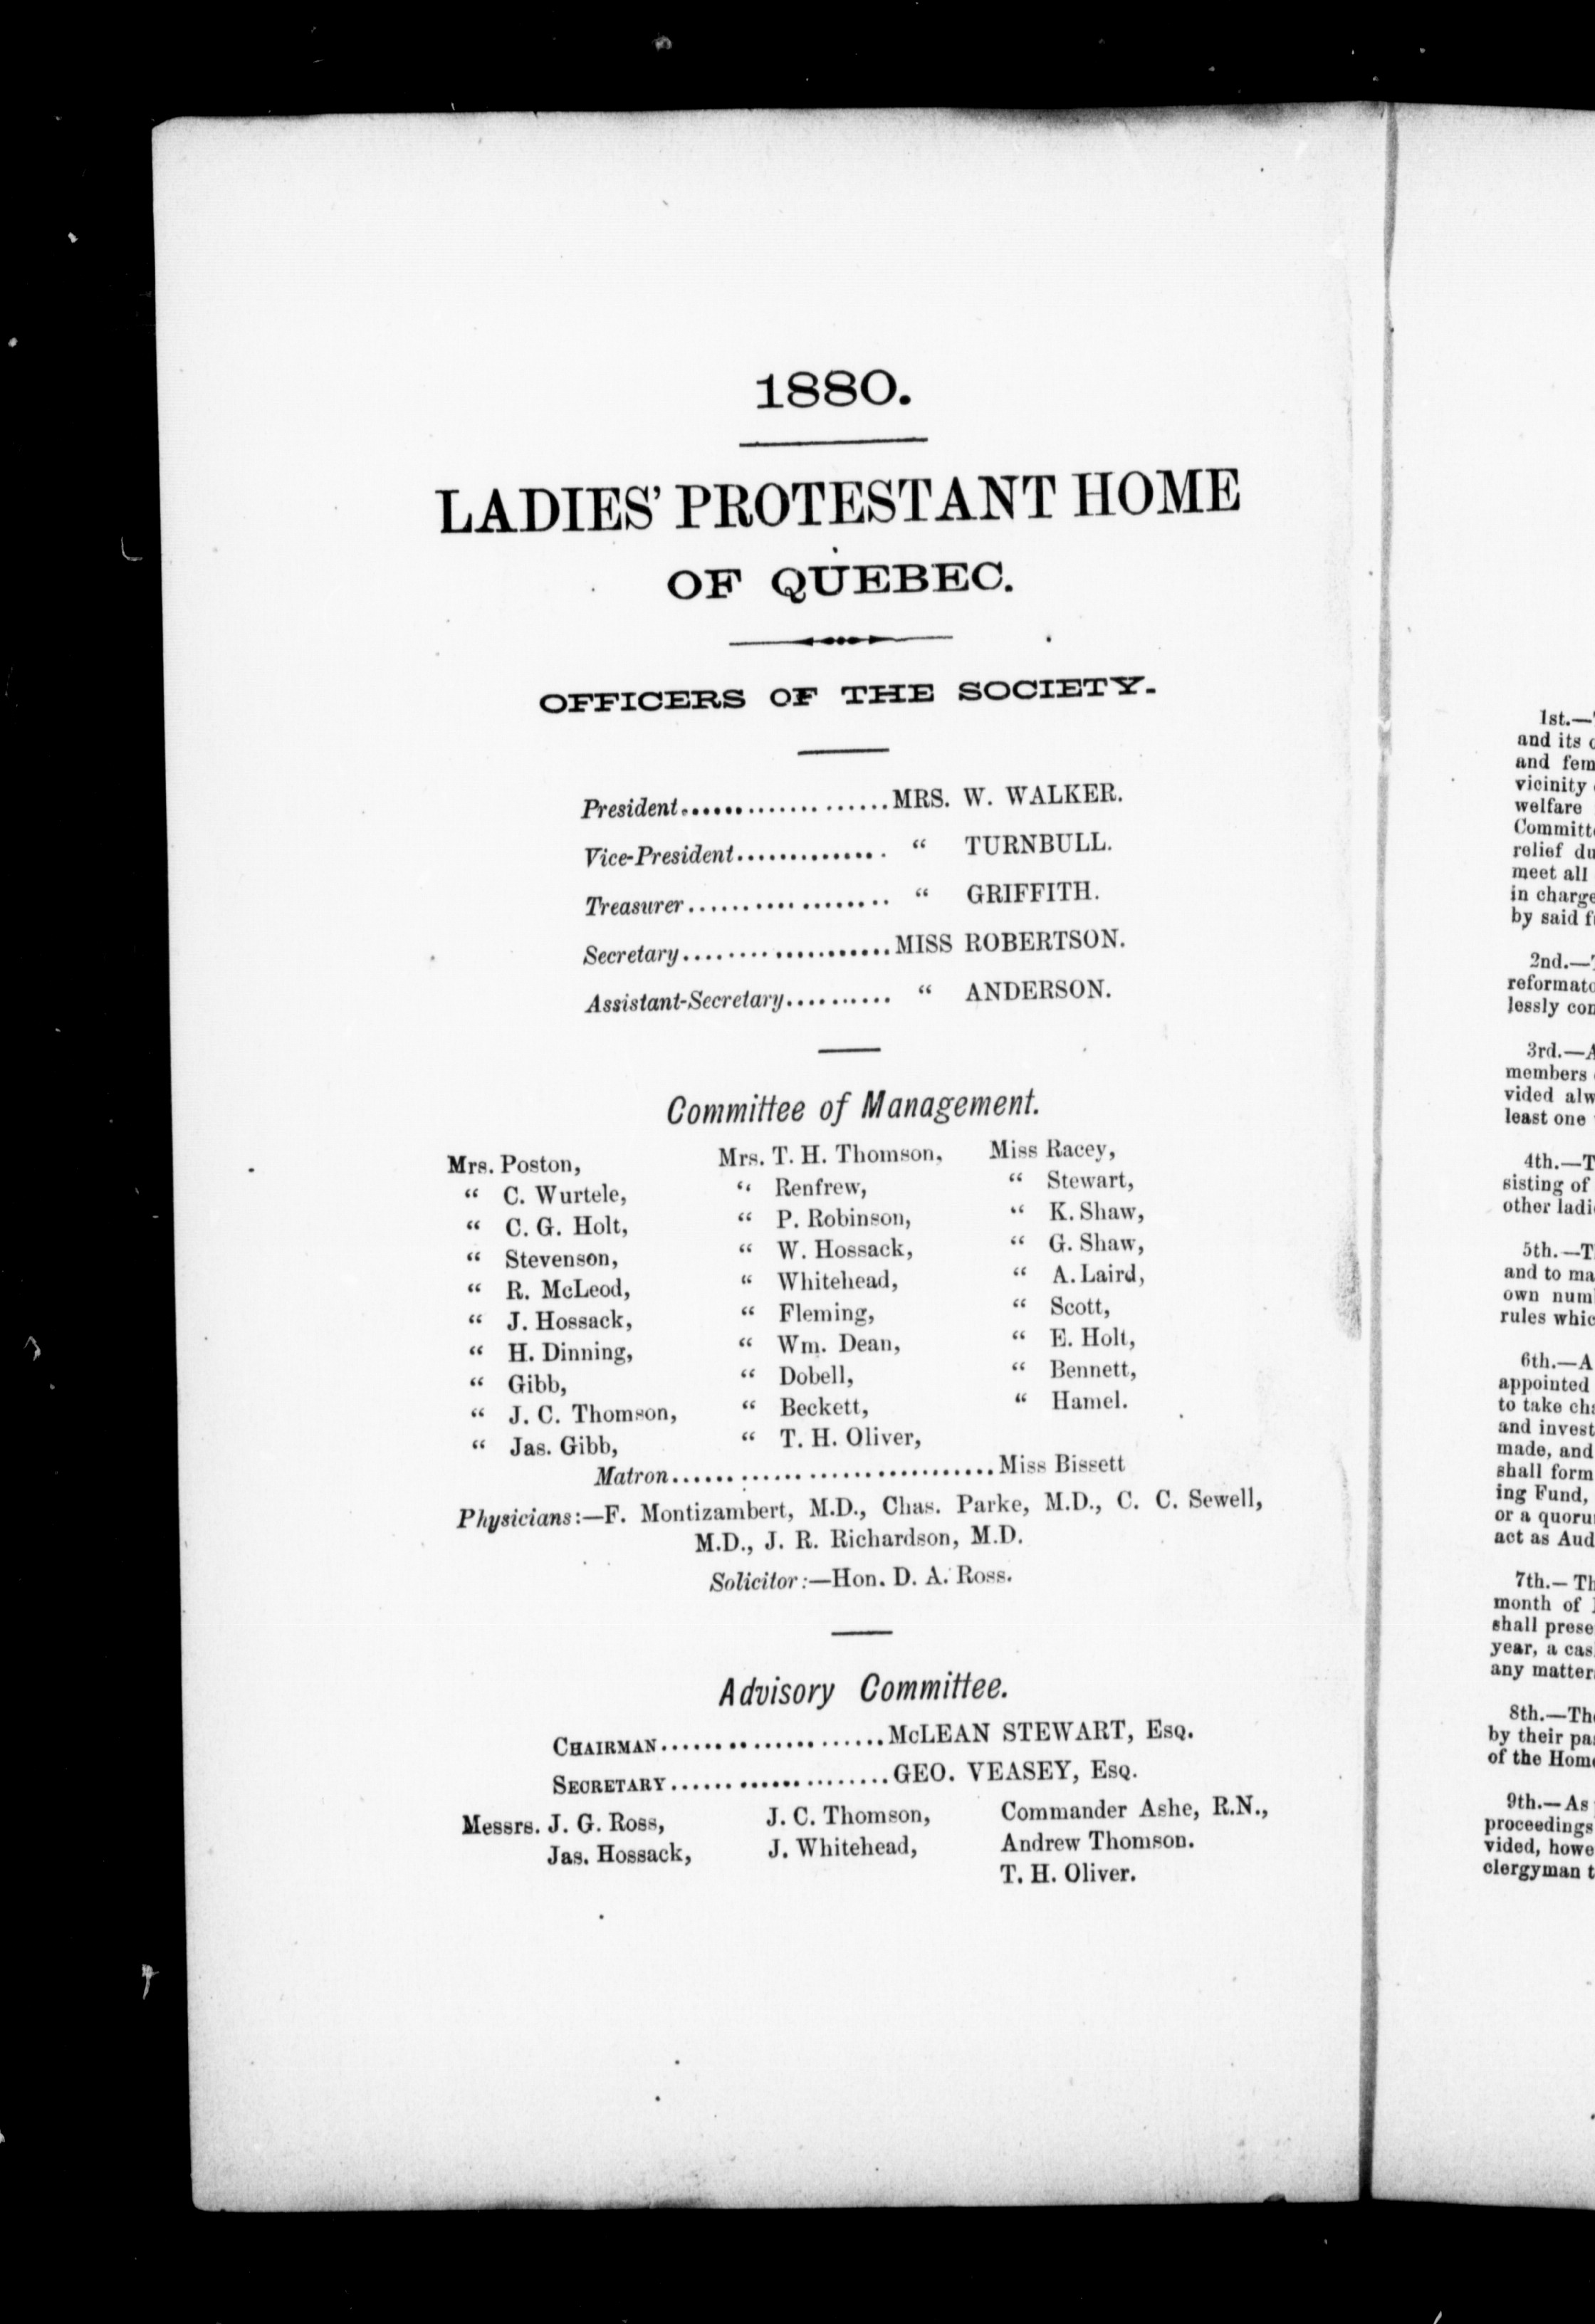 1880.
LADIES' PROTESTANT HOME
OF QUEBEC.
OFFICERS OF THE SOCIETY.
President......................MRS. W. WALKER.
Vice-President.............. “ TURNBULL.
Treasurer.................. “ GRIFFITH.
Secretary...................MISS ROBERTSON.
Assistant-Secretary.......... “ ANDERSON.
Committee of Management.
Mrs. Poston, Mrs. T. H. Thomson, Miss Racey,
“ C. Wurtele, “ Renfrew, “ Stewart,
“ C. G. Holt, “ P. Robinson, “ K. Shaw,
“ Stevenson, “ W. Hossack, “ G. Shaw,
“ R. McLeod, “ Whitehead, “ A. Laird,
“ J. Hossack, “ Fleming, “ Scott,
“ H. Dinning, “ Wm. Dean, “ E. Holt,
“ Gibb, “ Dobell, “ Bennett,
“ J. C. Thomson, “ Beckett, “ Hamel.
“ Jas. Gibb, “ T. H. Oliver,
Matron..............................Miss Bissett
Physicians:—F. Montizambert, M.D., Chas. Parke, M.D., C. C. Sewell,
M.D., J. R. Richardson, M.D.
Solicitor:—Hon. D. A. Ross.
Advisory Committee.
CHAIRMAN.....................McLEAN STEWART, ESQ.
SECRETARY.....................GEO. VEASEY, ESQ.
Messrs. J. G. Ross, J. C. Thomson, Commander Ashe, R.N.,
Jas. Hossack, J. Whitehead, Andrew Thomson.
T. H. Oliver.
1st.—
and its
and fem
vicinity
welfare
Committ
relief du
meet all
in charge
by said f
2nd.—
reformato
lessly con
3rd.—A
members
vided alw
least one
4th.—T
sisting of
other ladi
5th.—T
and to ma
own num
rules whic
6th.—A
appointed
to take cha
and invest
made, and
shall form
ing Fund,
or a quoru
act as Aud
7th.—Th
month of
shall prese
year, a cas
any matter
8th.—The
by their pa
of the Home
9th.—As
proceedings
vided, howe
clergyman t